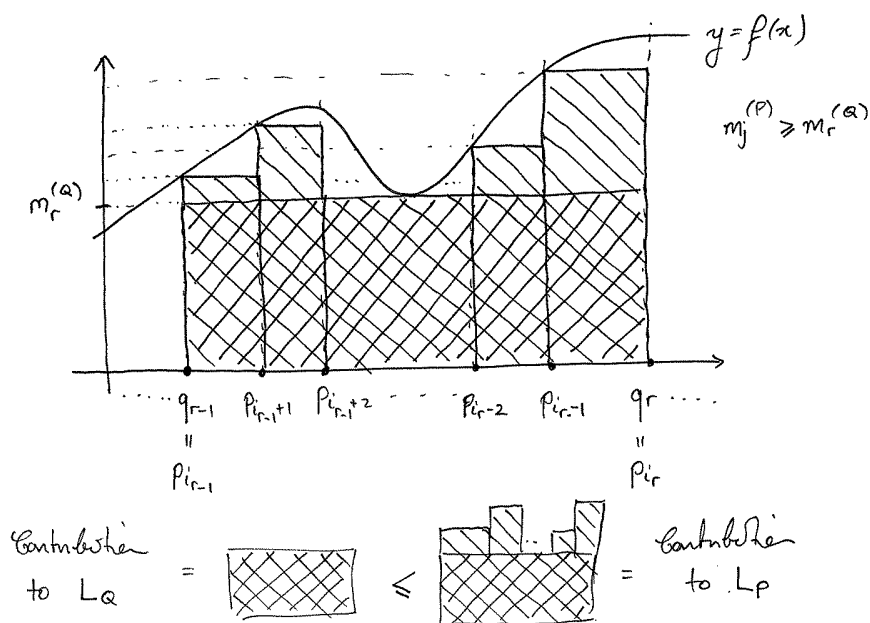 y = f(x)
m_j^{(P)} ≥ m_r^{(Q)}
m_r^{(Q)}
..... q_{r-1} p_{i_{r-1}+1} p_{i_{r-1}+2} - - - p_{i_r-2} p_{i_r-1} q_r .....
=
p_{i_{r-1}}
=
p_{i_r}
Contribution to L_Q = ≤ ... = Contribution to L_P